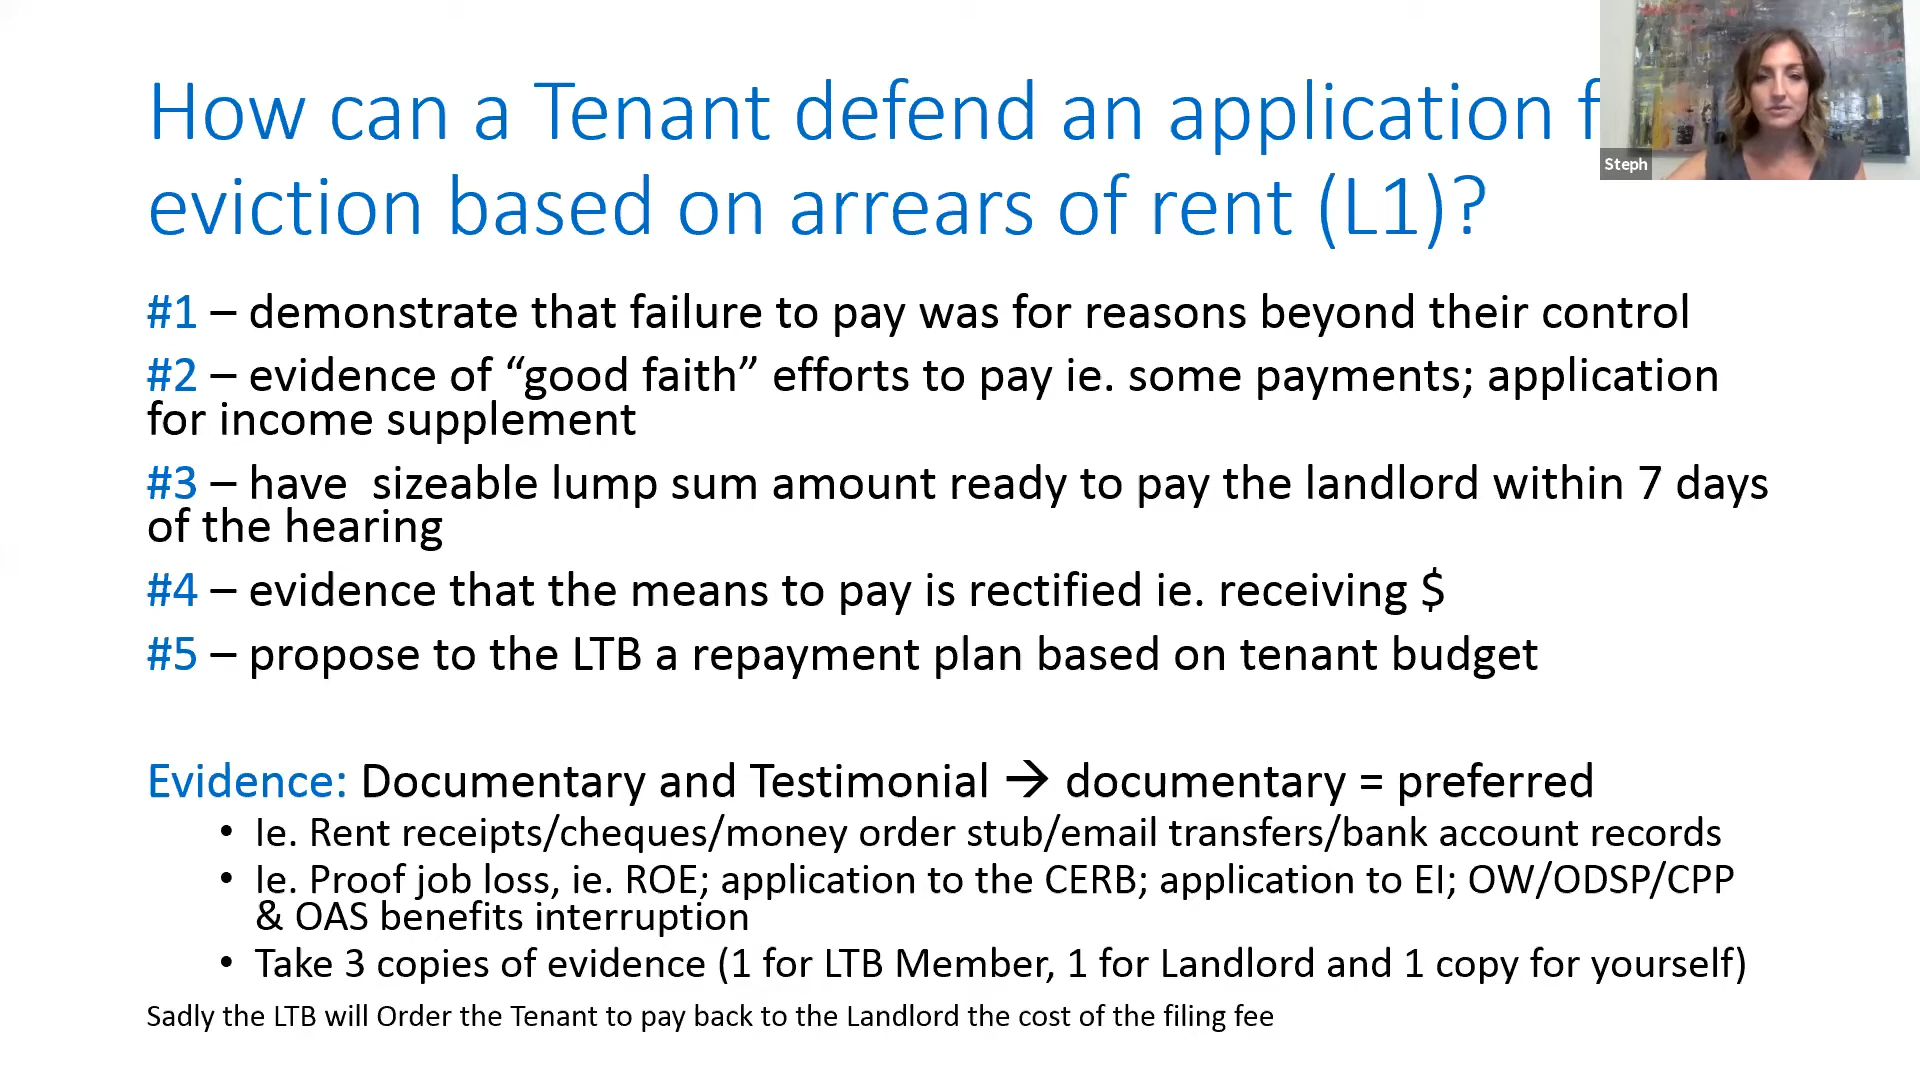 How can a Tenant defend an application f
eviction based on arrears of rent (L1)?
Steph
#1 – demonstrate that failure to pay was for reasons beyond their control
#2 – evidence of “good faith” efforts to pay ie. some payments; application
for income supplement
#3 – have  sizeable lump sum amount ready to pay the landlord within 7 days
of the hearing
#4 – evidence that the means to pay is rectified ie. receiving $
#5 – propose to the LTB a repayment plan based on tenant budget
Evidence: Documentary and Testimonial → documentary = preferred
• Ie. Rent receipts/cheques/money order stub/email transfers/bank account records
• Ie. Proof job loss, ie. ROE; application to the CERB; application to EI; OW/ODSP/CPP
& OAS benefits interruption
• Take 3 copies of evidence (1 for LTB Member, 1 for Landlord and 1 copy for yourself)
Sadly the LTB will Order the Tenant to pay back to the Landlord the cost of the filing fee